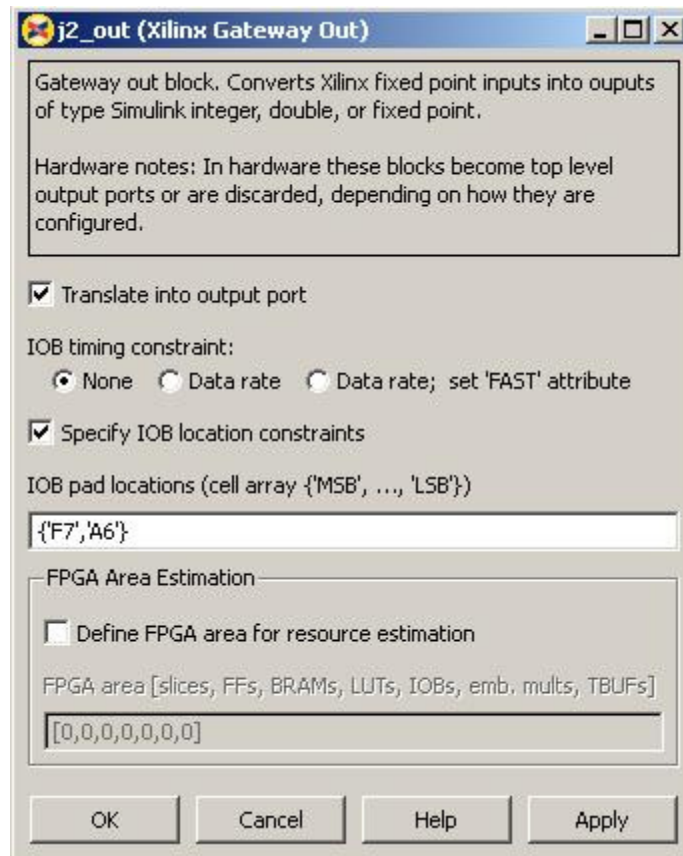 j2_out (Xilinx Gateway Out)
Gateway out block. Converts Xilinx fixed point inputs into ouputs
of type Simulink integer, double, or fixed point.
Hardware notes: In hardware these blocks become top level
output ports or are discarded, depending on how they are
configured.
Translate into output port
IOB timing constraint:
None Data rate Data rate; set 'FAST' attribute
Specify IOB location constraints
IOB pad locations (cell array {'MSB', ..., 'LSB'})
{'F7','A6'}
FPGA Area Estimation
Define FPGA area for resource estimation
FPGA area [slices, FFs, BRAMs, LUTs, IOBs, emb. mults, TBUFs]
[0,0,0,0,0,0,0]
OK Cancel Help Apply